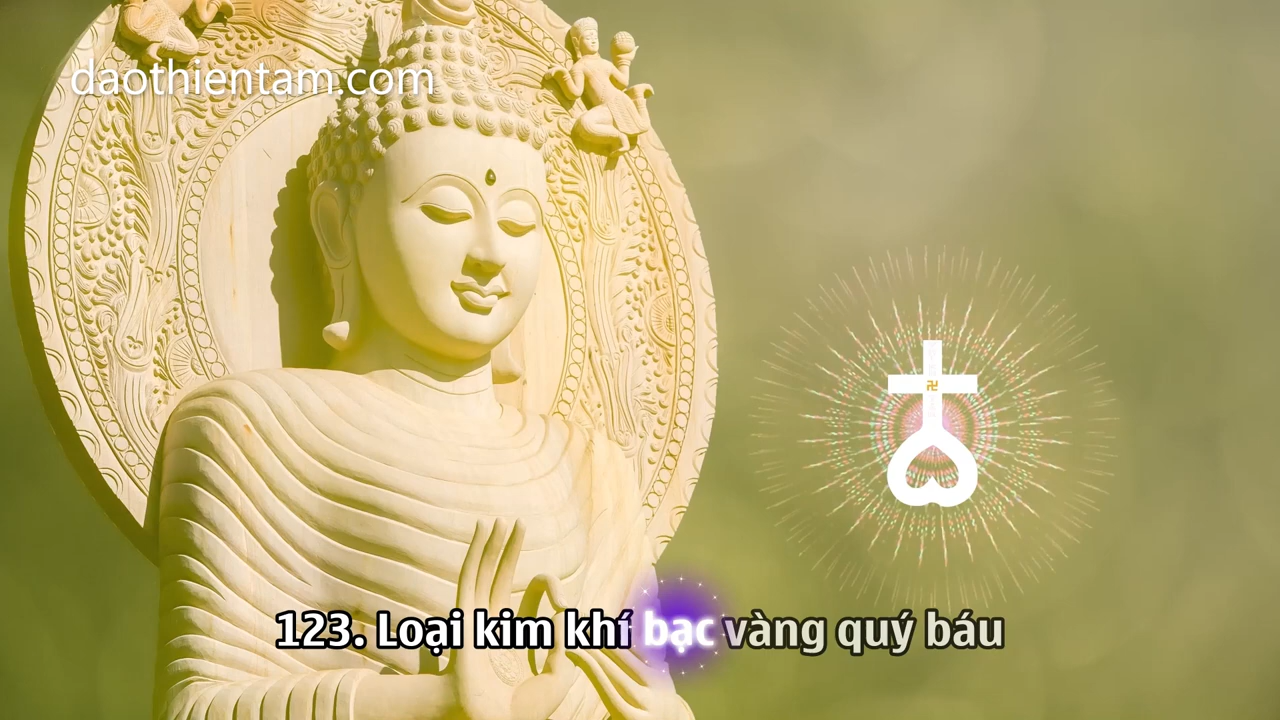 daothientam.com
123. Loại kim khí bạc vàng quý báu